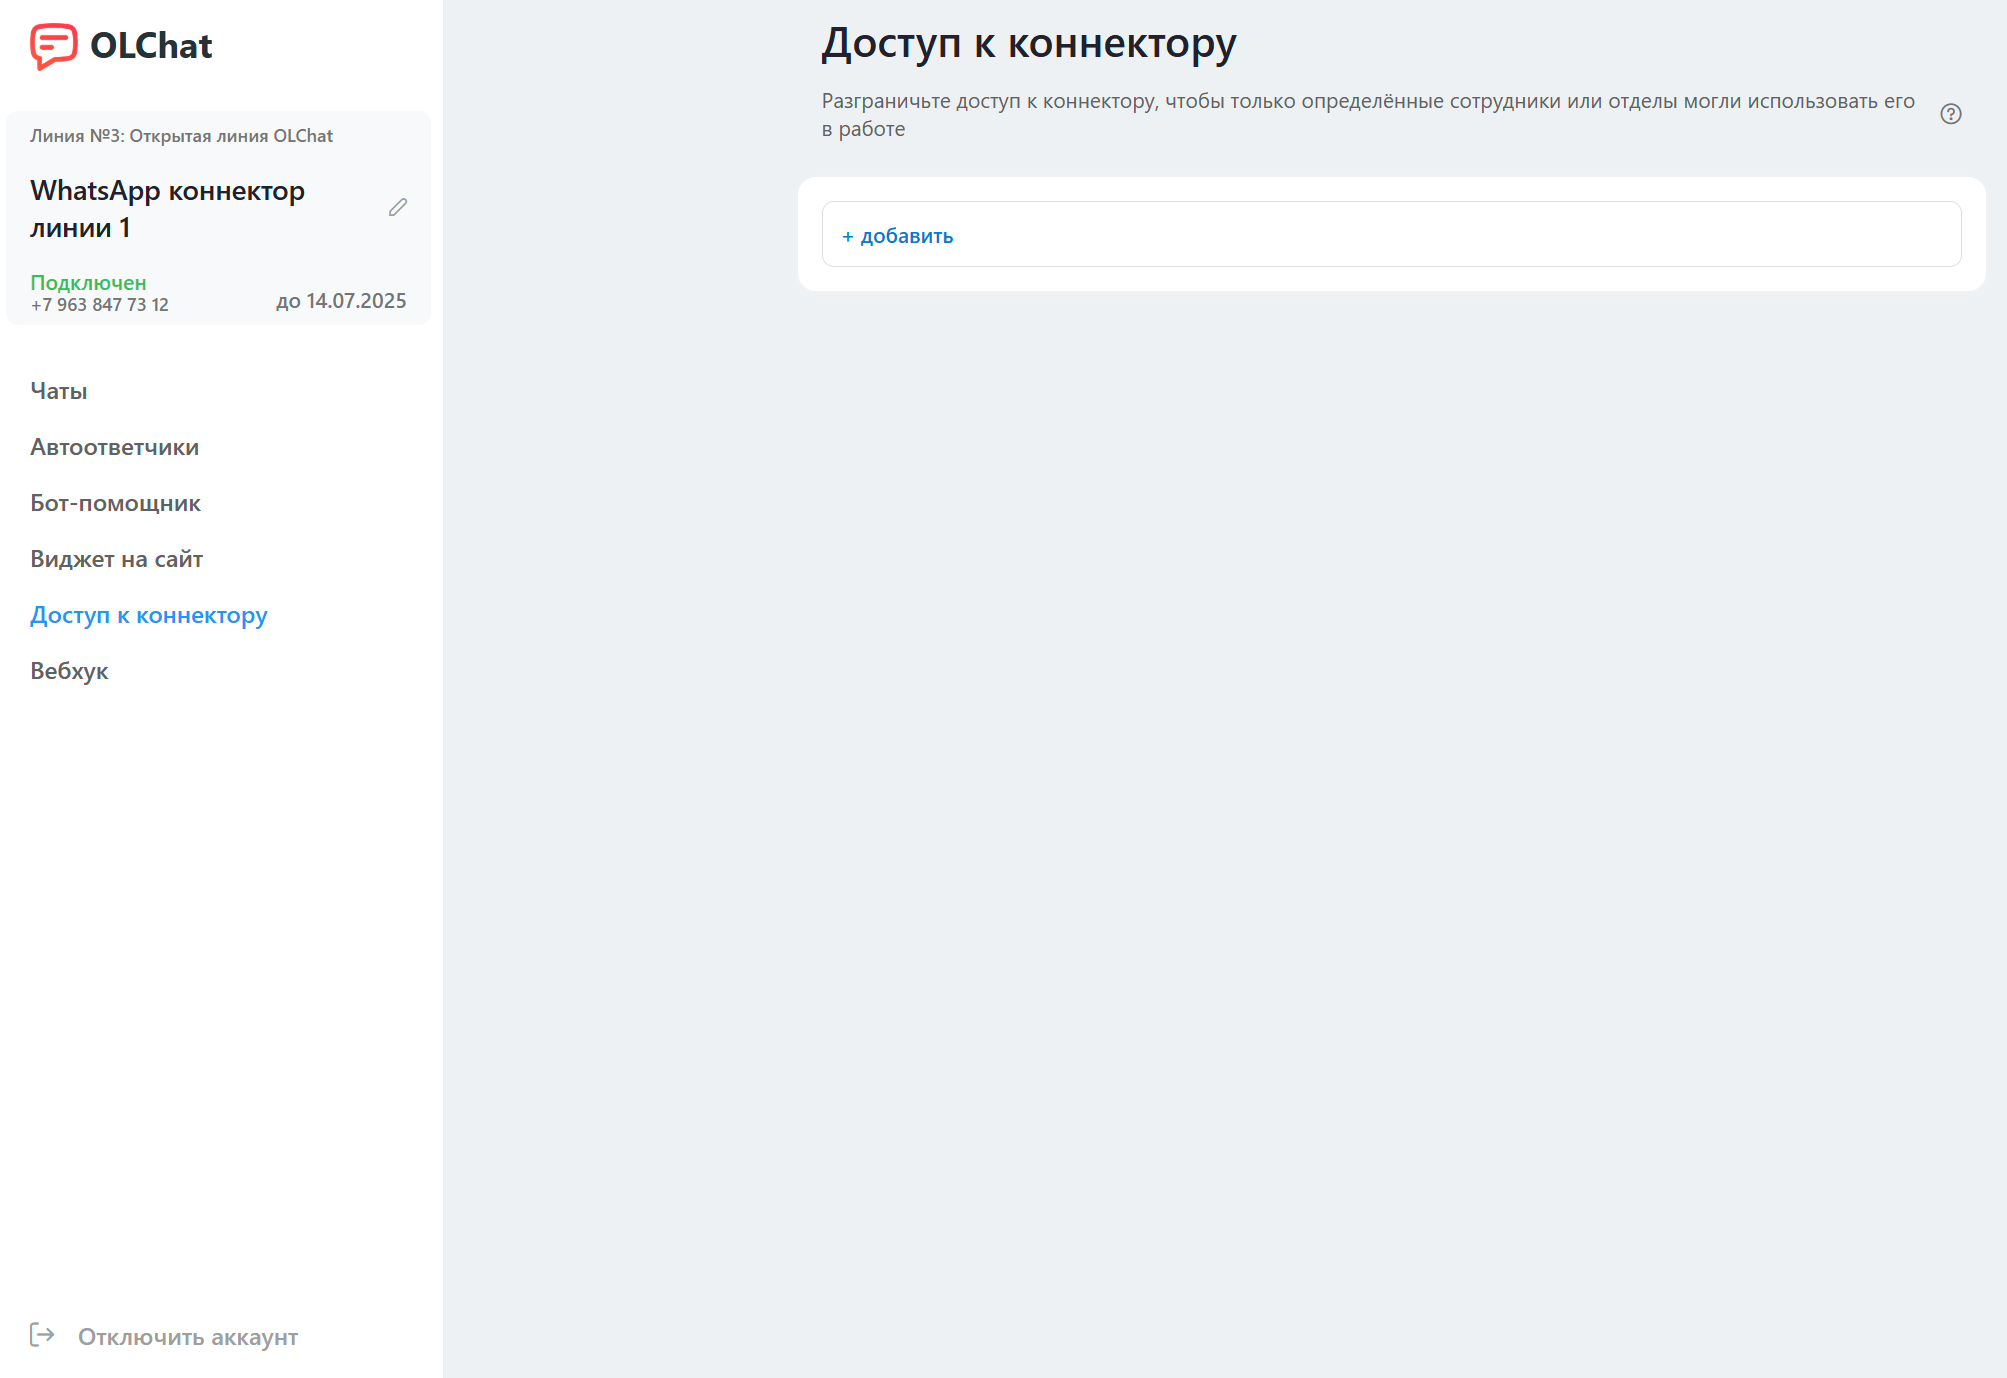 OLChat
Линия №3: Открытая линия OLChat
WhatsApp коннектор
линии 1
Подключен
+7 963 847 73 12
до 14.07.2025
Чаты
Автоответчики
Бот-помощник
Виджет на сайт
Доступ к коннектору
Вебхук
Отключить аккаунт
Доступ к коннектору
Разграничьте доступ к коннектору, чтобы только определённые сотрудники или отделы могли использовать его
в работе
+ добавить